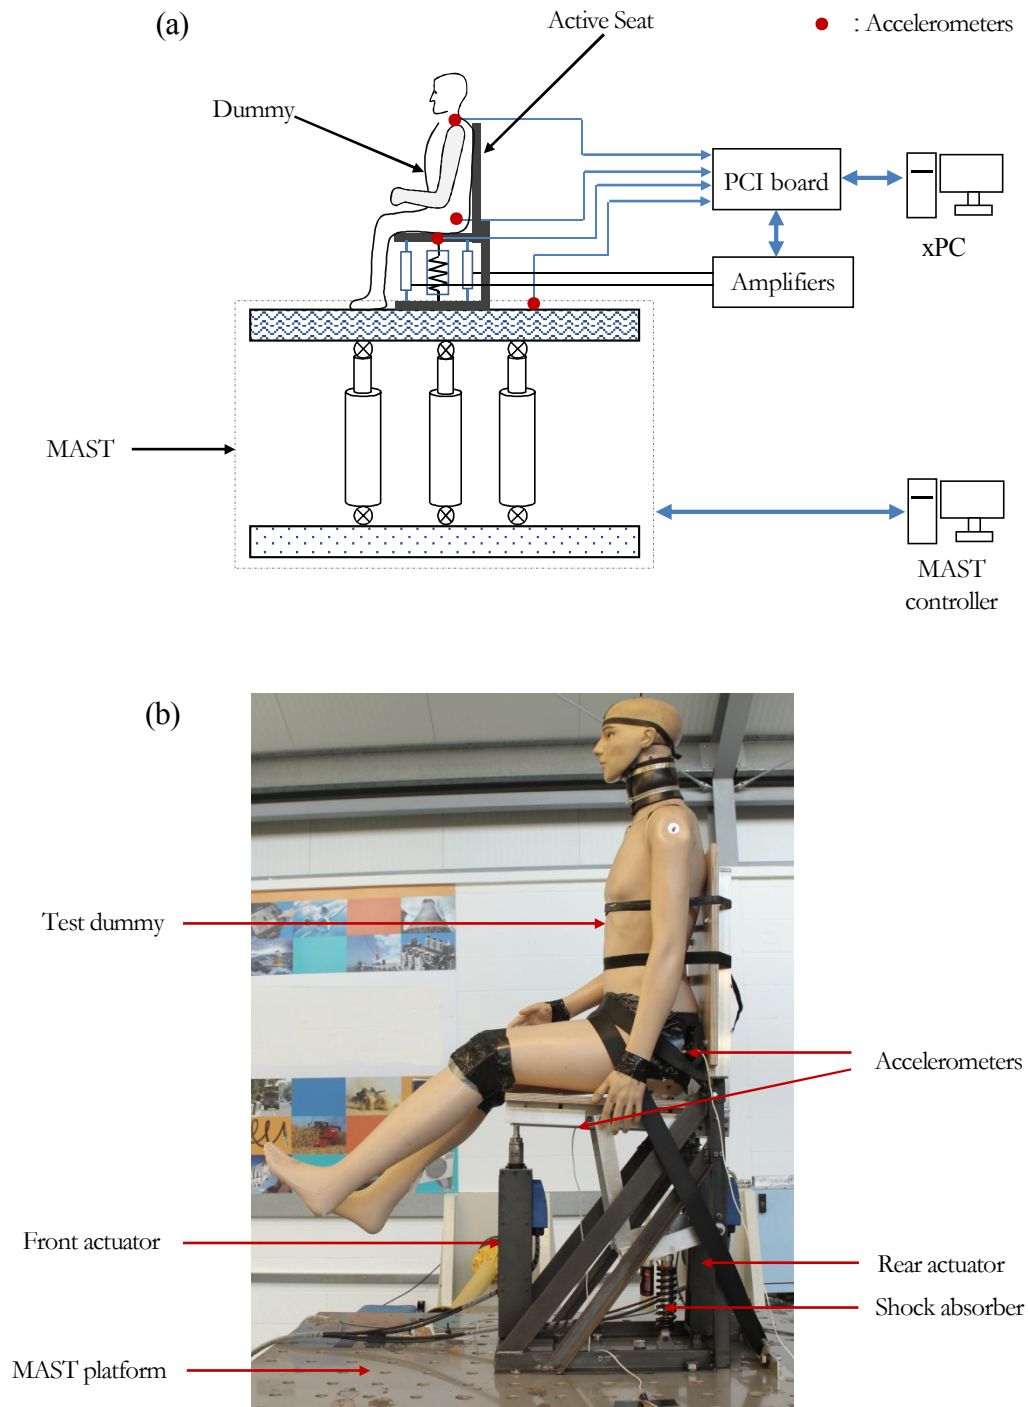 (a)
Active Seat
: Accelerometers
Dummy
PCI board
xPC
Amplifiers
MAST
MAST
controller
(b)
Test dummy
Accelerometers
Front actuator
Rear actuator
Shock absorber
MAST platform